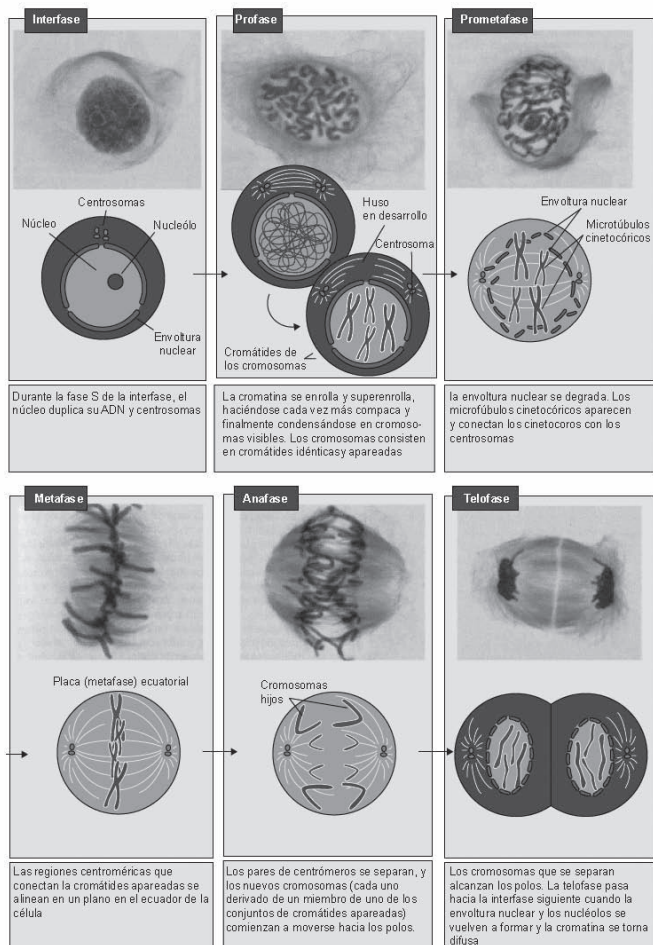 Interfase
Profase
Prometafase
Centrosomas
Núcleo
Nucleólo
Envoltura
nuclear
Huso
en desarrollo
Centrosoma
Cromátides de
los cromosomas
Envoltura nuclear
Microtúbulos
cinetocóricos
Durante la fase S de la interfase, el
núcleo duplica su ADN y centrosomas
La cromatina se enrolla y superenrolla,
haciéndose cada vez más compaca y
finalmente condensándose en cromoso-
mas visibles. Los cromosomas consisten
en cromátides idénticasy apareadas
la envoltura nuclear se degrada. Los
microfúbulos cinetocóricos aparecen
y conectan los cinetocoros con los
centrosomas
Metafase
Anafase
Telofase
Placa (metafase) ecuatorial
Cromosomas
hijos
Las regiones centroméricas que
conectan la cromátides apareadas se
alinean en un plano en el ecuador de la
célula
Los pares de centrómeros se separan, y
los nuevos cromosomas (cada uno
derivado de un miembro de uno de los
conjuntos de cromátides apareadas)
comienzan a moverse hacia los polos.
Los cromosomas que se separan
alcanzan los polos. La telofase pasa
hacia la interfase siguiente cuando la
envoltura nuclear y los nucléolos se
vuelven a formar y la cromatina se torna
difusa